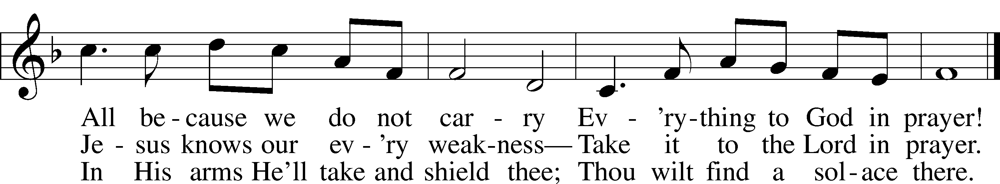 All be - cause we do not car - ry Ev - 'ry-thing to God in prayer!
Je - sus knows our ev - 'ry weak-ness—Take it to the Lord in prayer.
In His arms He'll take and shield thee; Thou wilt find a sol-ace there.